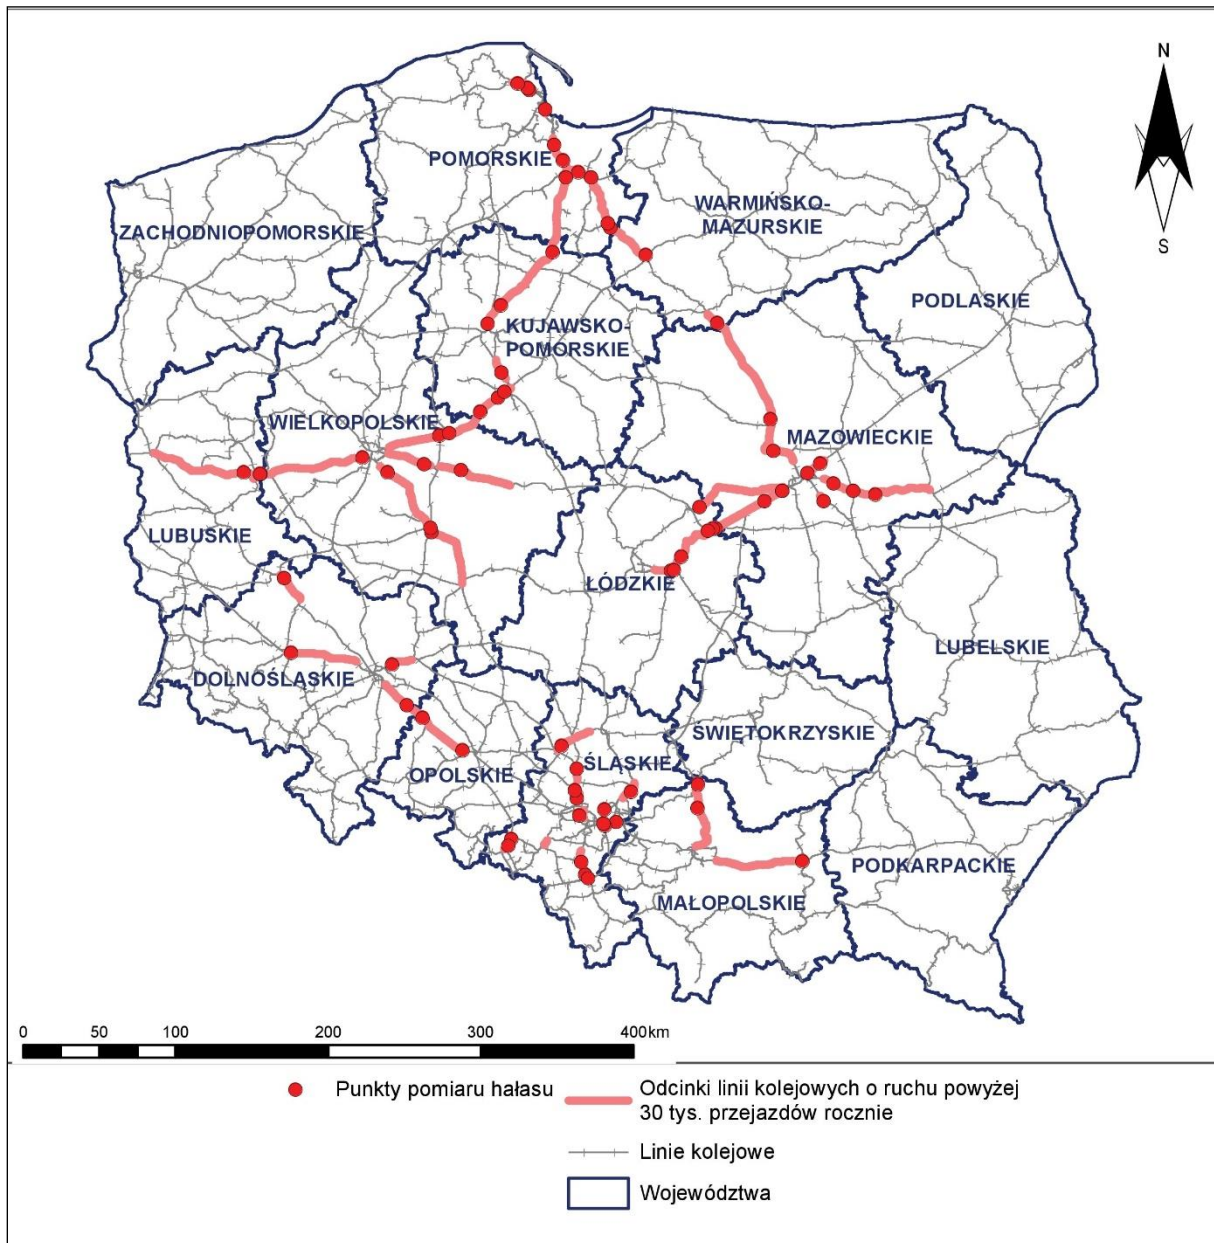 N
S
POMORSKIE
WARMIŃSKO-
MAZURSKIE
ZACHODNIOPOMORSKIE
PODLASKIE
KUJAWSKO-
POMORSKIE
WIELKOPOLSKIE
MAZOWIECKIE
LUBUSKIE
ŁÓDZKIE
LUBELSKIE
DOLNOŚLĄSKIE
ŚWIĘTOKRZYSKIE
OPOLSKIE
ŚLĄSKIE
PODKARPACKIE
MAŁOPOLSKIE
0 50 100 200 300 400km
Punkty pomiaru hałasu
Odcinki linii kolejowych o ruchu powyżej
30 tys. przejazdów rocznie
Linie kolejowe
Województwa